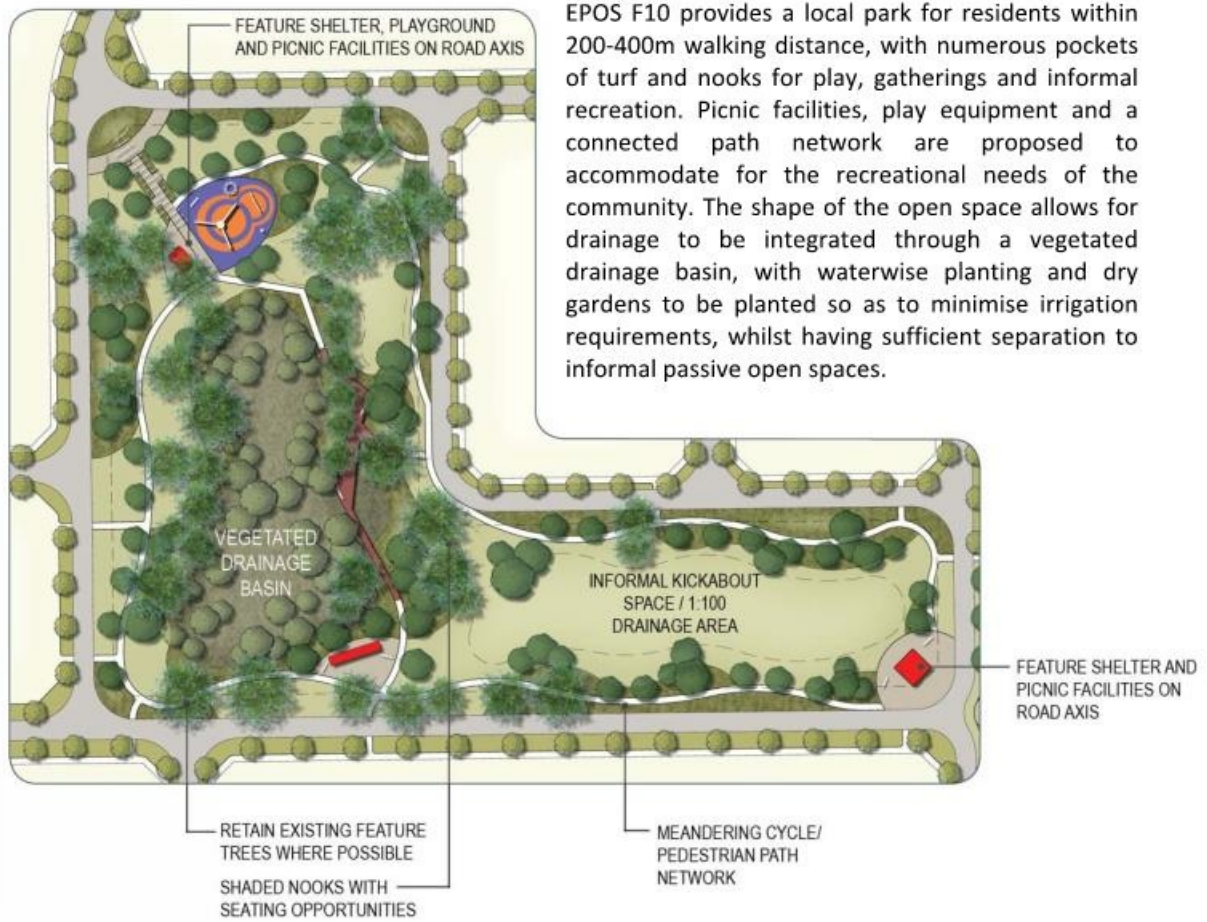 FEATURE SHELTER, PLAYGROUND
AND PICNIC FACILITIES ON ROAD AXIS
EPOS F10 provides a local park for residents within
200-400m walking distance, with numerous pockets
of turf and nooks for play, gatherings and informal
recreation. Picnic facilities, play equipment and a
connected path network are proposed to
accommodate for the recreational needs of the
community. The shape of the open space allows for
drainage to be integrated through a vegetated
drainage basin, with waterwise planting and dry
gardens to be planted so as to minimise irrigation
requirements, whilst having sufficient separation to
informal passive open spaces.
VEGETATED
DRAINAGE
BASIN
INFORMAL KICKABOUT
SPACE / 1:100
DRAINAGE AREA
FEATURE SHELTER AND
PICNIC FACILITIES ON
ROAD AXIS
RETAIN EXISTING FEATURE
TREES WHERE POSSIBLE
SHADED NOOKS WITH
SEATING OPPORTUNITIES
MEANDERING CYCLE/
PEDESTRIAN PATH
NETWORK